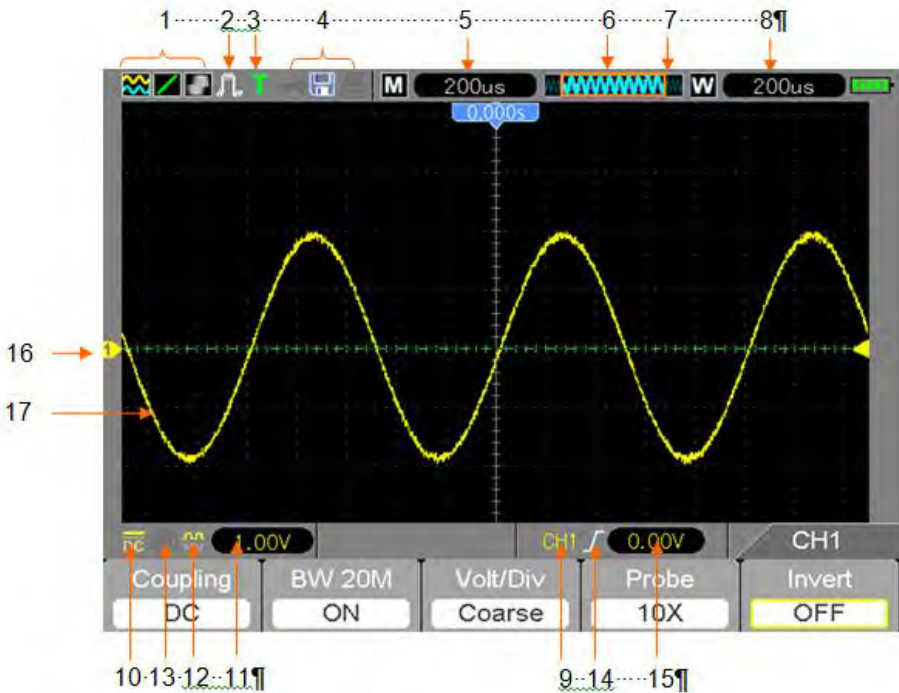 1 2 3 4 5 6 7 8¶
T M 200us W 200us
0.000s
16 1
17
DC 1.00V CH1 0.00V CH1
Coupling BW 20M Volt/Div Probe Invert
DC ON Coarse 10X OFF
10 13 12 11¶ 9 14 15¶